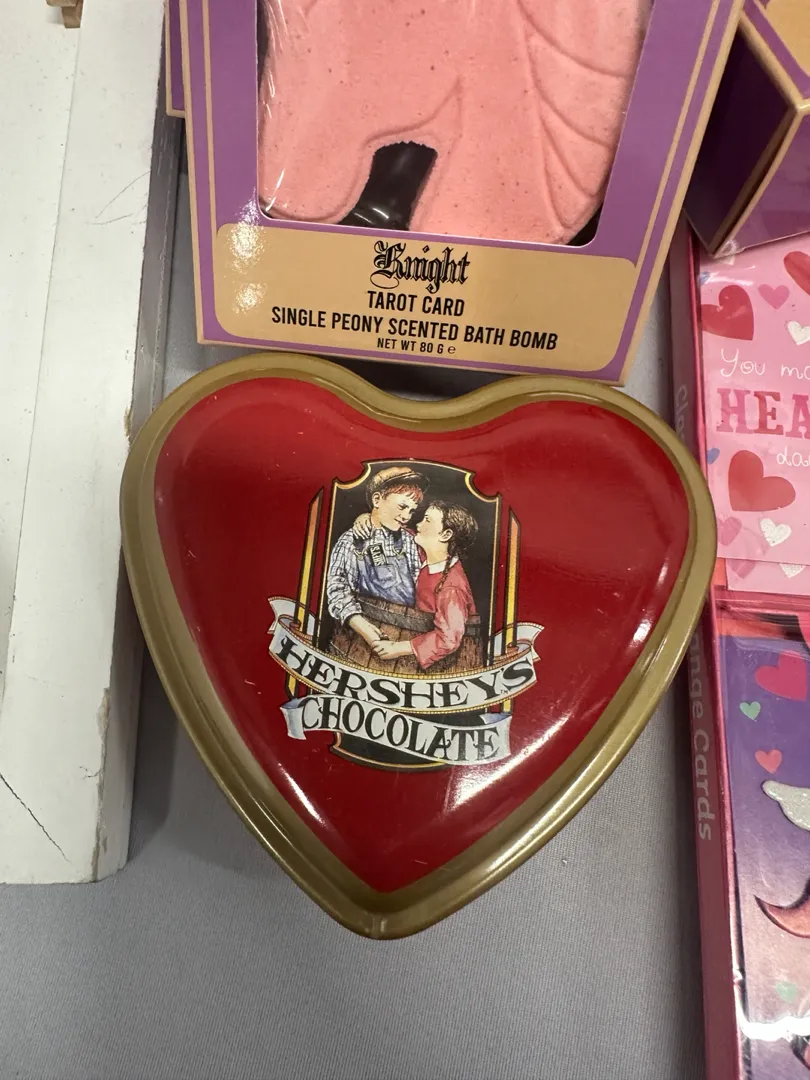 Knight
TAROT CARD
SINGLE PEONY SCENTED BATH BOMB
NET WT 80 G e
You
HEA
HERSHEY'S
CHOCOLATE
Cards